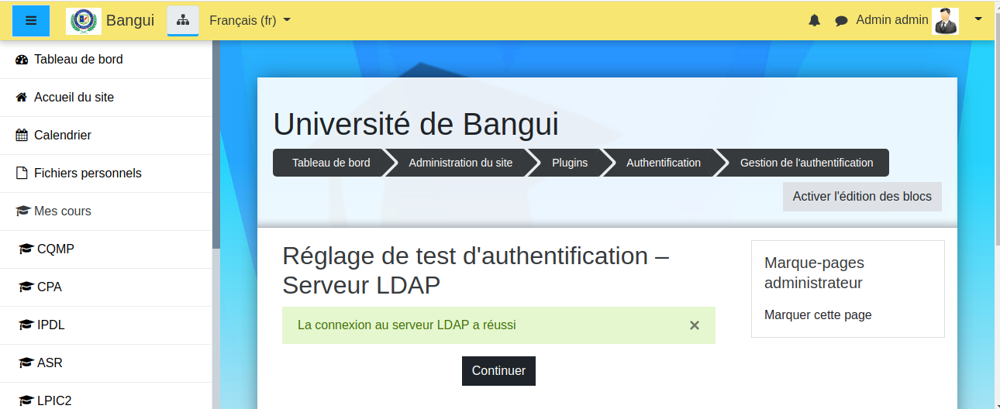 Bangui
Français (fr)
Admin admin
Tableau de bord
Accueil du site
Calendrier
Fichiers personnels
Mes cours
CQMP
CPA
IPDL
ASR
LPIC2
Université de Bangui
Tableau de bord
Administration du site
Plugins
Authentification
Gestion de l'authentification
Activer l'édition des blocs
Réglage de test d'authentification –
Serveur LDAP
La connexion au serveur LDAP a réussi
Continuer
Marque-pages
administrateur
Marquer cette page